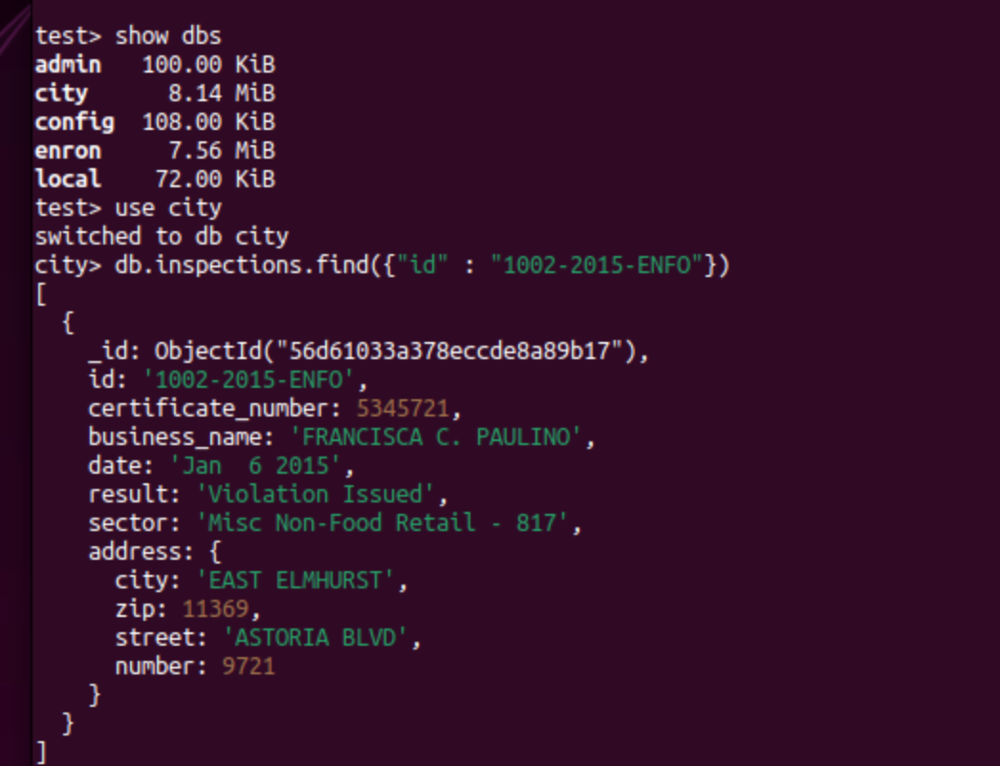 test> show dbs
admin   100.00 KiB
city      8.14 MiB
config  108.00 KiB
enron     7.56 MiB
local    72.00 KiB
test> use city
switched to db city
city> db.inspections.find({"id" : "1002-2015-ENFO"})
[
  {
    _id: ObjectId("56d61033a378eccde8a89b17"),
    id: '1002-2015-ENFO',
    certificate_number: 5345721,
    business_name: 'FRANCISCA C. PAULINO',
    date: 'Jan  6 2015',
    result: 'Violation Issued',
    sector: 'Misc Non-Food Retail - 817',
    address: {
      city: 'EAST ELMHURST',
      zip: 11369,
      street: 'ASTORIA BLVD',
      number: 9721
    }
  }
]